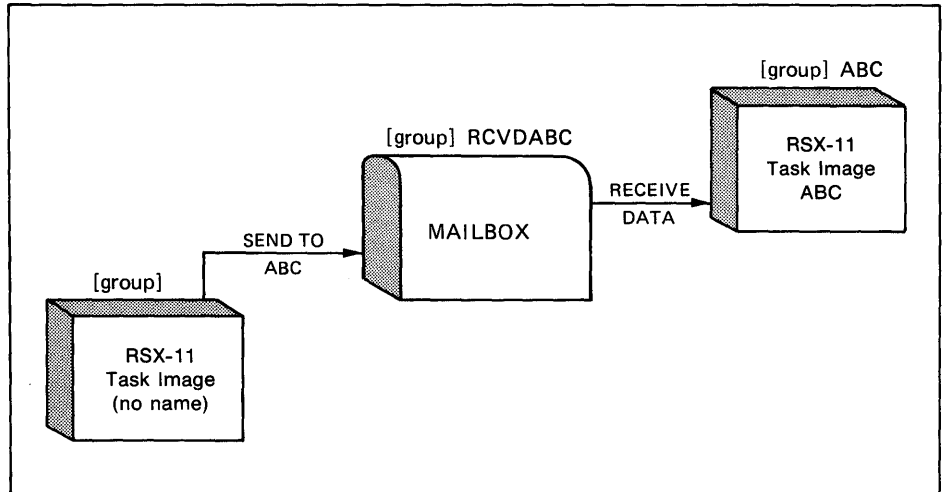 [group] ABC
RSX-11
Task Image
ABC
[group] RCVDABC
MAILBOX
RECEIVE
DATA
SEND TO
ABC
[group]
RSX-11
Task Image
(no name)